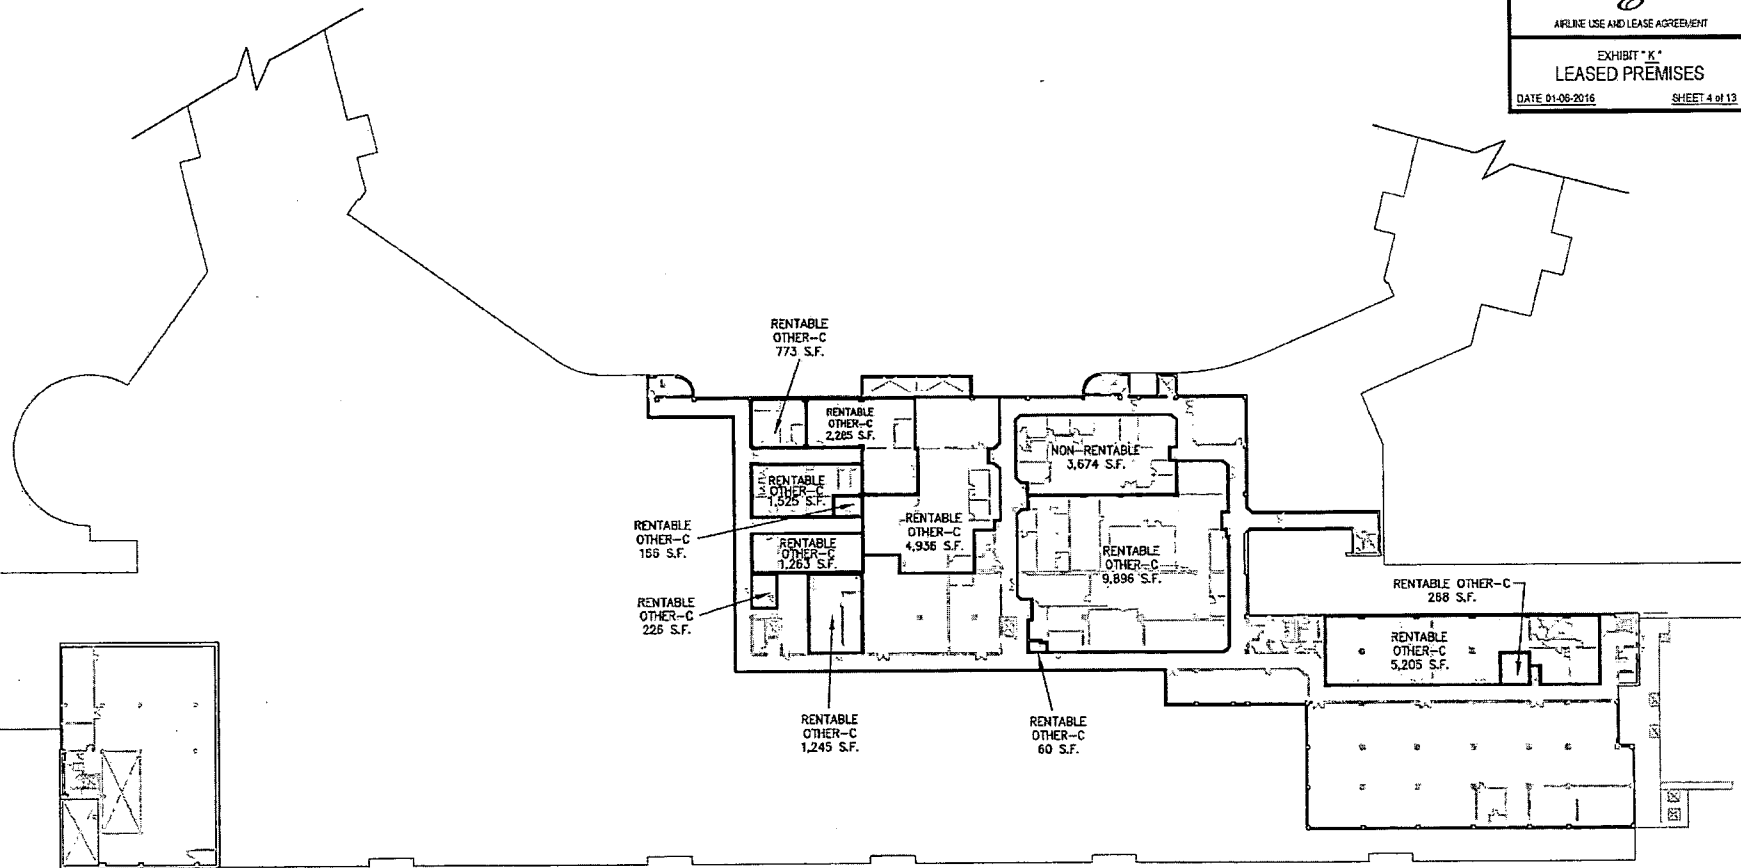 AIRLINE USE AND LEASE AGREEMENT
EXHIBIT "K"
LEASED PREMISES
DATE 01-06-2016
SHEET 4 of 13
RENTABLE
OTHER-C
773 S.F.
RENTABLE
OTHER-C
2,285 S.F.
NON-RENTABLE
3,674 S.F.
RENTABLE
OTHER-C
1,525 S.F.
RENTABLE
OTHER-C
156 S.F.
RENTABLE
OTHER-C
4,936 S.F.
RENTABLE
OTHER-C
1,263 S.F.
RENTABLE
OTHER-C
9,896 S.F.
RENTABLE OTHER-C
268 S.F.
RENTABLE
OTHER-C
226 S.F.
RENTABLE
OTHER-C
5,205 S.F.
RENTABLE
OTHER-C
1,245 S.F.
RENTABLE
OTHER-C
60 S.F.